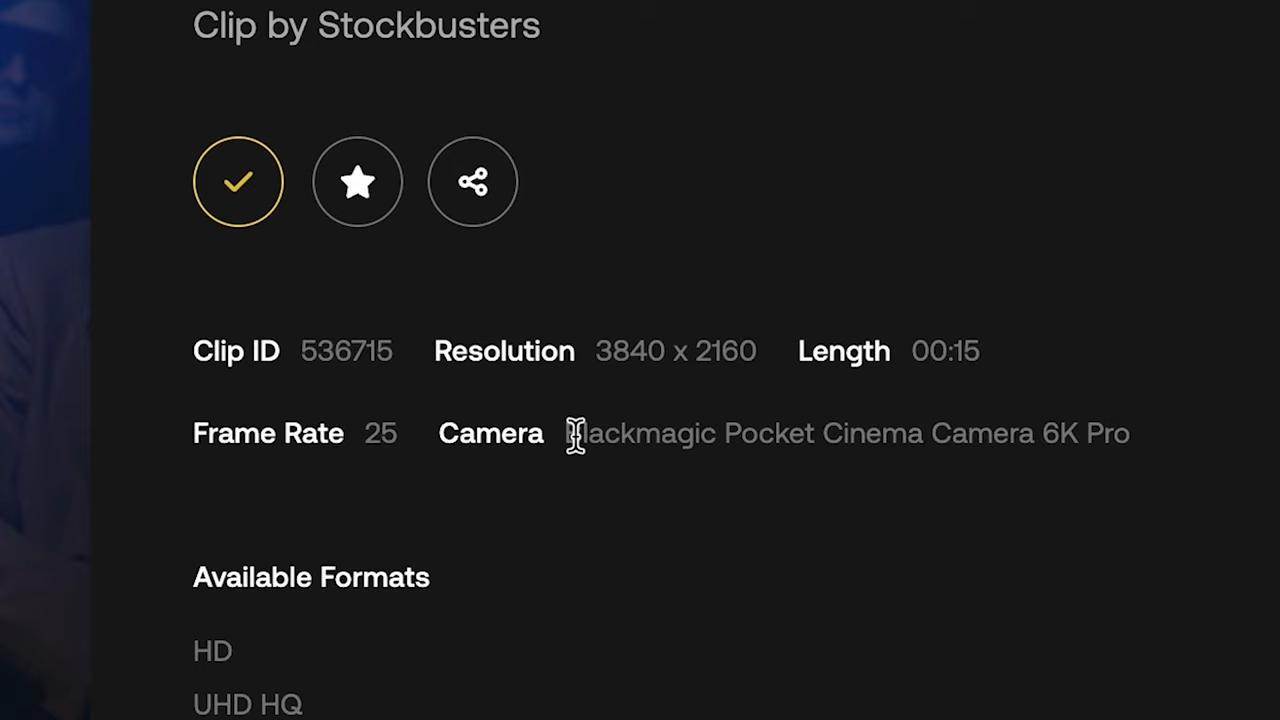 Clip by Stockbusters
Clip ID 536715 Resolution 3840 x 2160 Length 00:15
Frame Rate 25 Camera Blackmagic Pocket Cinema Camera 6K Pro
Available Formats
HD
UHD HQ